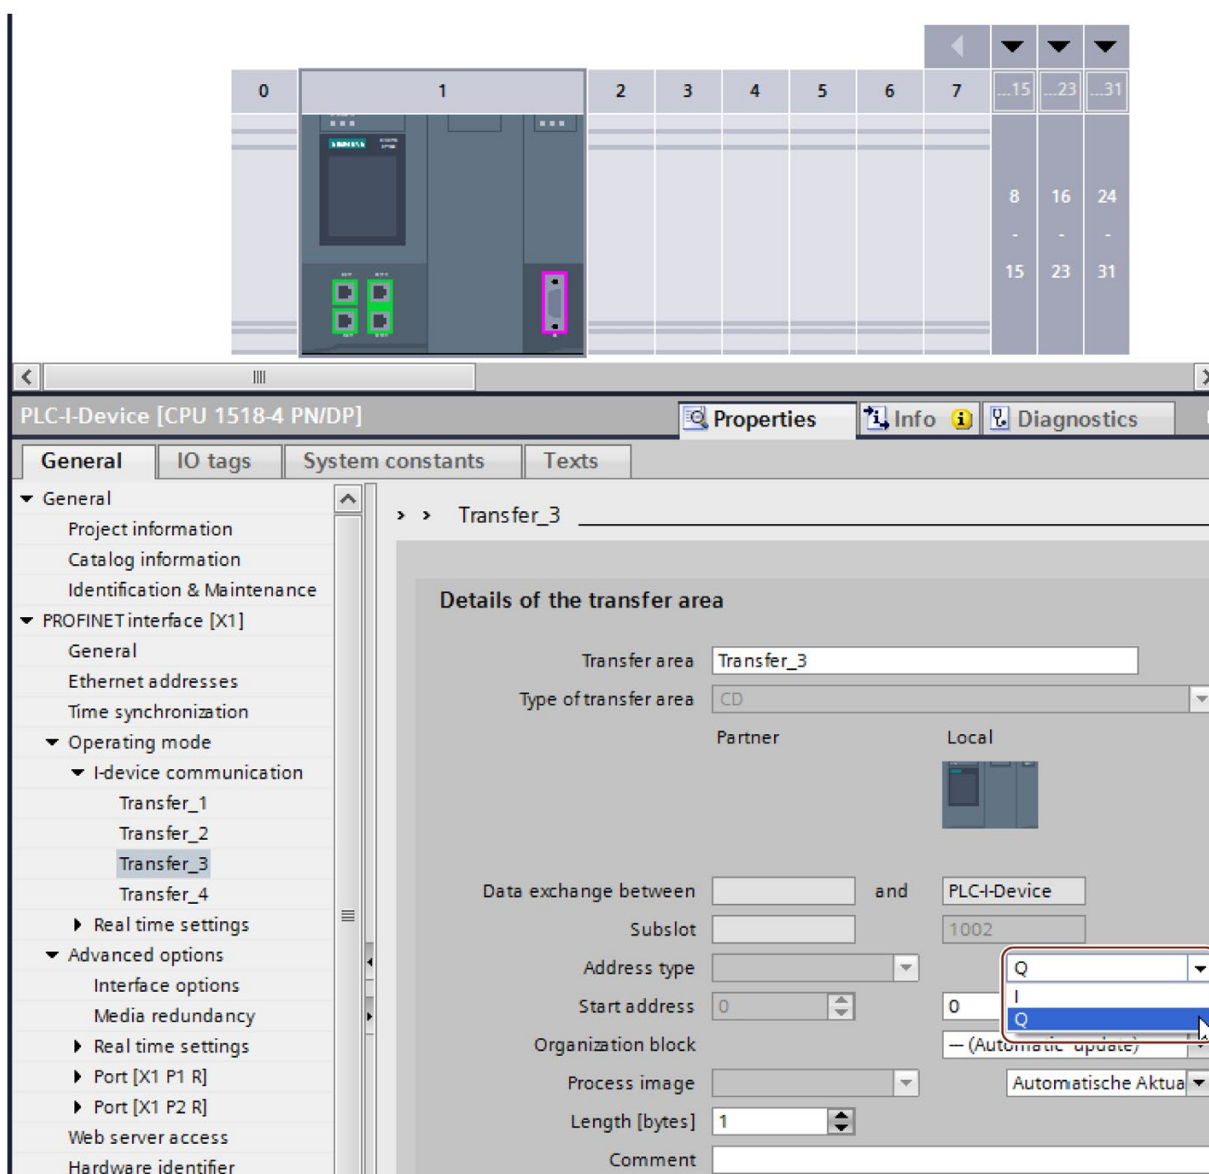 0 1 2 3 4 5 6 7 ...15 ...23 ...31
8 16 24
- - -
15 23 31
PLC-I-Device [CPU 1518-4 PN/DP]
Properties Info Diagnostics
General IO tags System constants Texts
General
Project information
Catalog information
Identification & Maintenance
PROFINET interface [X1]
General
Ethernet addresses
Time synchronization
Operating mode
I-device communication
Transfer_1
Transfer_2
Transfer_3
Transfer_4
Real time settings
Advanced options
Interface options
Media redundancy
Real time settings
Port [X1 P1 R]
Port [X1 P2 R]
Web server access
Hardware identifier
> > Transfer_3
Details of the transfer area
Transfer area Transfer_3
Type of transfer area CD
Partner Local
Data exchange between and PLC-I-Device
Subslot 1002
Address type Q
I
Q
Start address 0 0
Organization block --- (Automatic update)
Process image Automatische Aktua
Length [bytes] 1
Comment